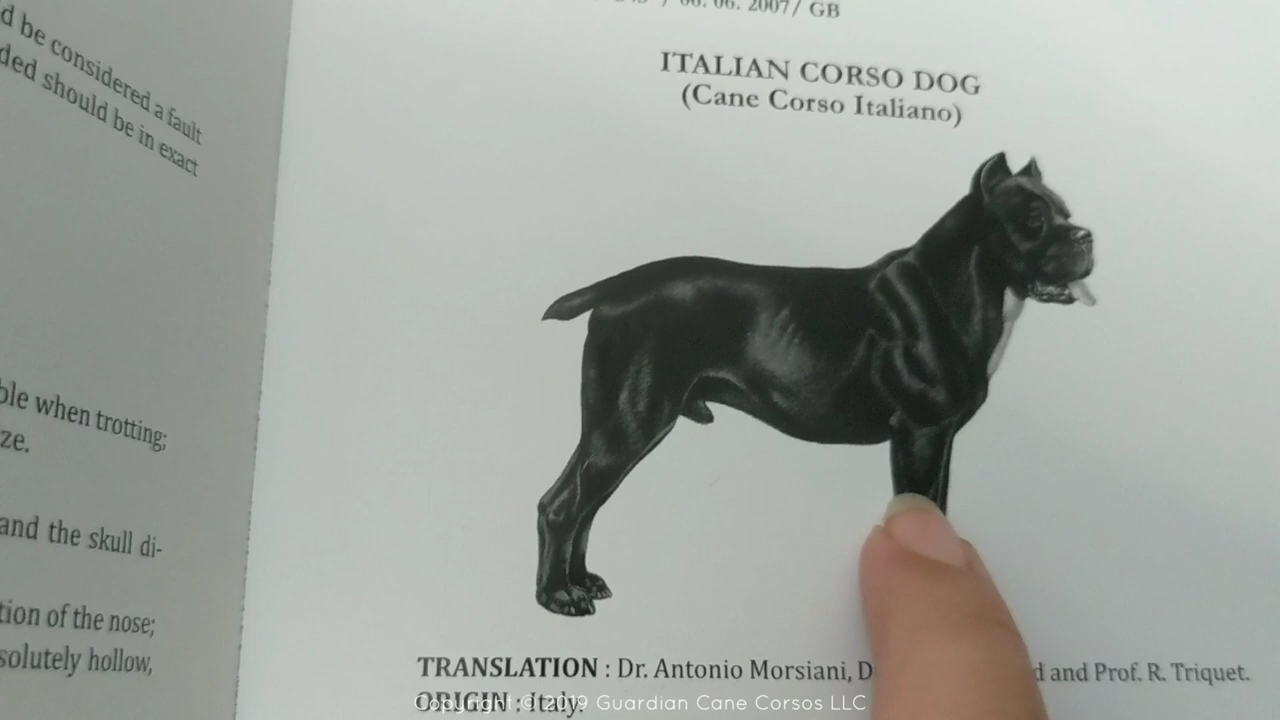 d be considered a fault
ded should be in exact
ble when trotting;
ze.
and the skull di-
tion of the nose;
solutely hollow,
06. 06. 2007/ GB
ITALIAN CORSO DOG
(Cane Corso Italiano)
TRANSLATION : Dr. Antonio Morsiani, D d and Prof. R. Triquet.
ORIGIN : Italy.
Copyright © 2019 Guardian Cane Corsos LLC